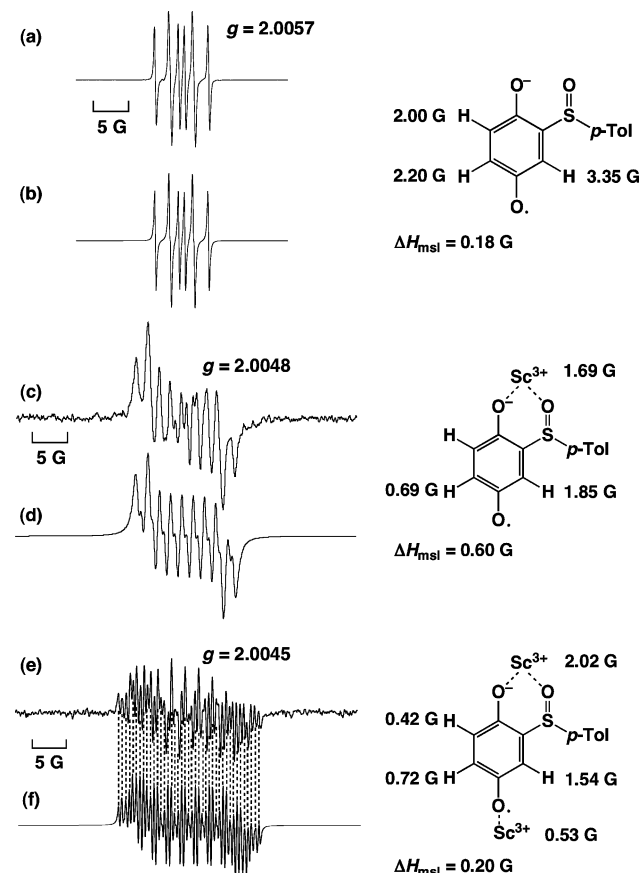 (a)
g = 2.0057
5 G
(b)
O⁻
O
S
p-Tol
2.00 G H
2.20 G H
H 3.35 G
O·
ΔHmsl = 0.18 G
(c)
g = 2.0048
5 G
(d)
Sc³⁺ 1.69 G
O⁻
O
H
S
p-Tol
0.69 G H
H 1.85 G
O·
ΔHmsl = 0.60 G
(e)
g = 2.0045
5 G
(f)
Sc³⁺ 2.02 G
O⁻
O
0.42 G H
S
p-Tol
0.72 G H
H 1.54 G
O·
Sc³⁺ 0.53 G
ΔHmsl = 0.20 G